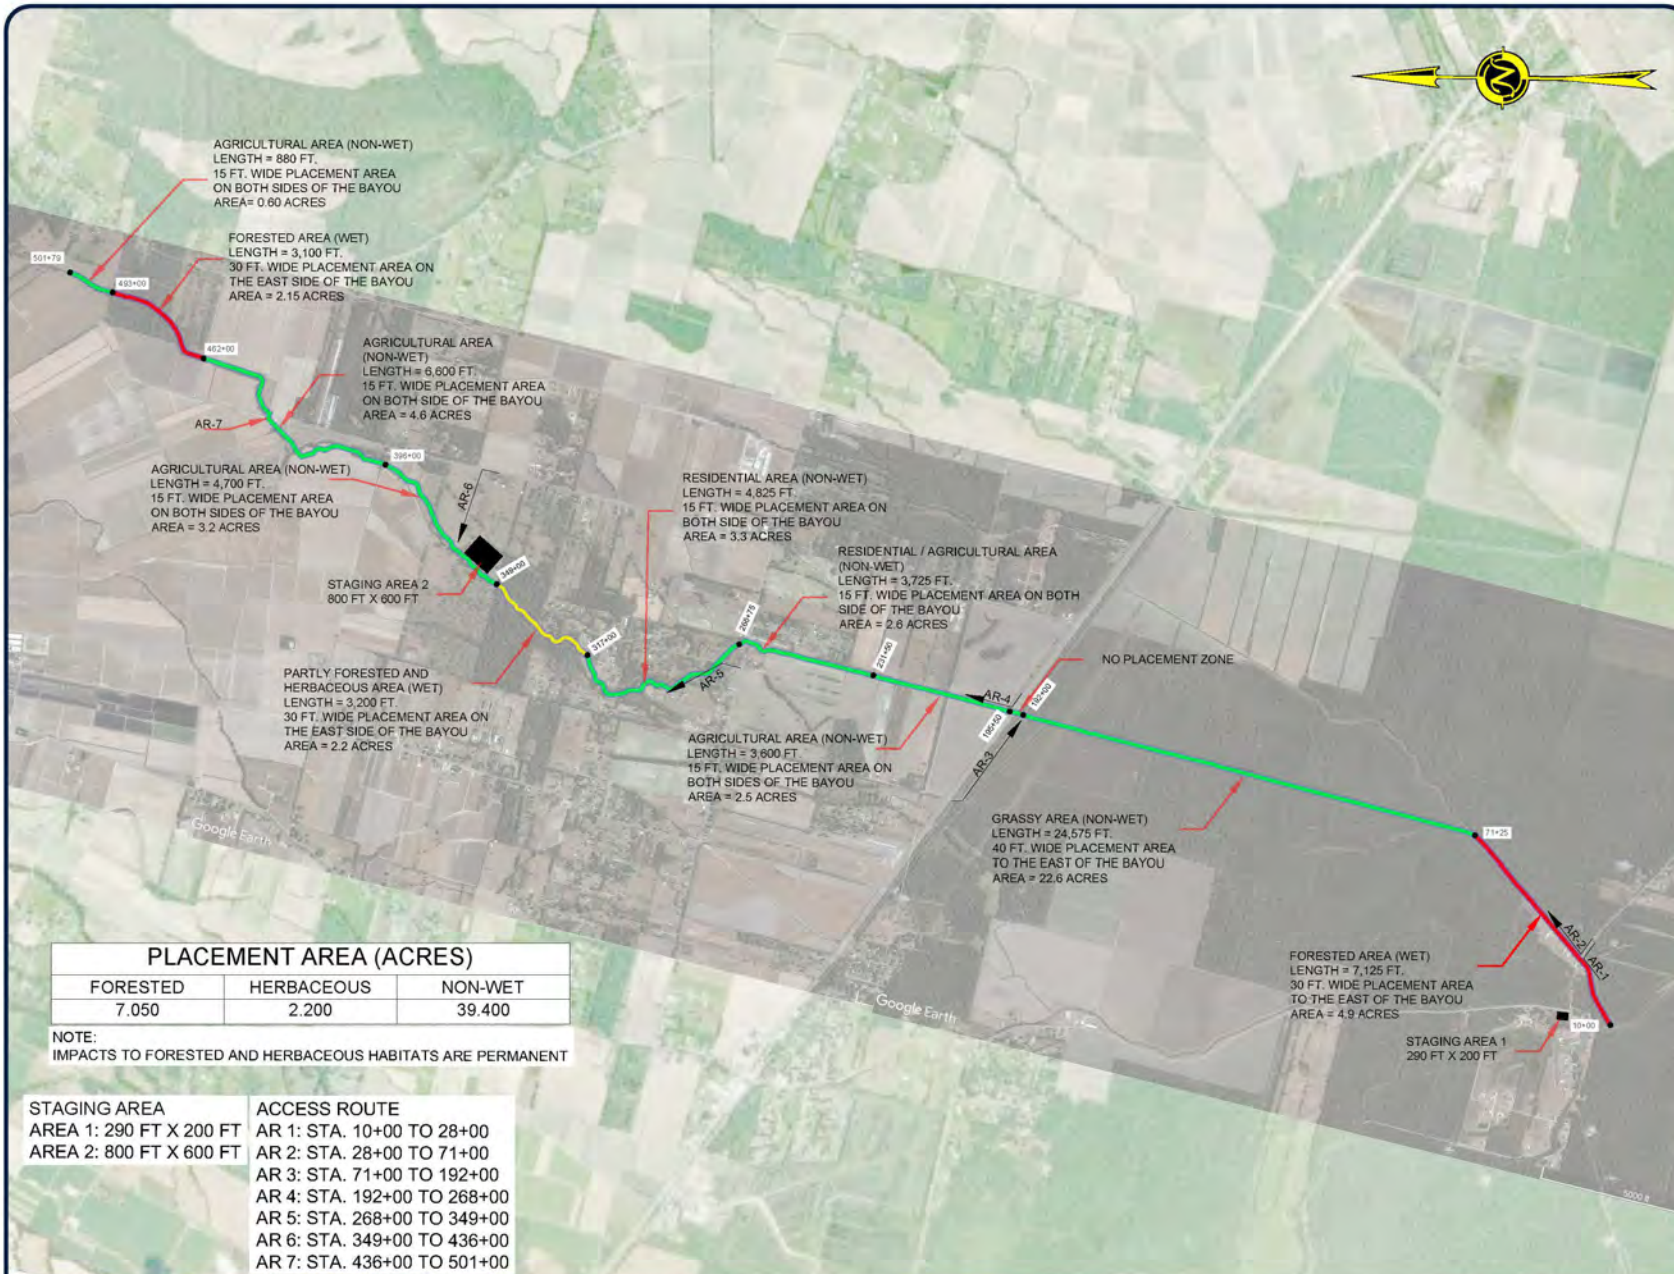 AGRICULTURAL AREA (NON-WET)
LENGTH = 880 FT.
15 FT. WIDE PLACEMENT AREA
ON BOTH SIDES OF THE BAYOU
AREA= 0.60 ACRES
FORESTED AREA (WET)
LENGTH = 3,100 FT.
30 FT. WIDE PLACEMENT AREA ON
THE EAST SIDE OF THE BAYOU
AREA = 2.15 ACRES
501+79
493+00
462+00
AGRICULTURAL AREA
(NON-WET)
LENGTH = 6,600 FT.
15 FT. WIDE PLACEMENT AREA
ON BOTH SIDE OF THE BAYOU
AREA = 4.6 ACRES
AR-7
396+00
AGRICULTURAL AREA (NON-WET)
LENGTH = 4,700 FT.
15 FT. WIDE PLACEMENT AREA
ON BOTH SIDES OF THE BAYOU
AREA = 3.2 ACRES
AR-6
STAGING AREA 2
800 FT X 600 FT
349+00
RESIDENTIAL AREA (NON-WET)
LENGTH = 4,825 FT.
15 FT. WIDE PLACEMENT AREA ON
BOTH SIDE OF THE BAYOU
AREA = 3.3 ACRES
RESIDENTIAL / AGRICULTURAL AREA
(NON-WET)
LENGTH = 3,725 FT.
15 FT. WIDE PLACEMENT AREA ON BOTH
SIDE OF THE BAYOU
AREA = 2.6 ACRES
317+00
268+75
231+50
AR-5
NO PLACEMENT ZONE
AR-4
192+00
195+50
AR-3
PARTLY FORESTED AND
HERBACEOUS AREA (WET)
LENGTH = 3,200 FT.
30 FT. WIDE PLACEMENT AREA ON
THE EAST SIDE OF THE BAYOU
AREA = 2.2 ACRES
AGRICULTURAL AREA (NON-WET)
LENGTH = 3,600 FT.
15 FT. WIDE PLACEMENT AREA ON
BOTH SIDES OF THE BAYOU
AREA = 2.5 ACRES
GRASSY AREA (NON-WET)
LENGTH = 24,575 FT.
40 FT. WIDE PLACEMENT AREA
TO THE EAST OF THE BAYOU
AREA = 22.6 ACRES
71+25
AR-2
AR-1
FORESTED AREA (WET)
LENGTH = 7,125 FT.
30 FT. WIDE PLACEMENT AREA
TO THE EAST OF THE BAYOU
AREA = 4.9 ACRES
10+00
STAGING AREA 1
290 FT X 200 FT
Google Earth
Google Earth
5000 ft
PLACEMENT AREA (ACRES)
FORESTED HERBACEOUS NON-WET
7.050 2.200 39.400
NOTE:
IMPACTS TO FORESTED AND HERBACEOUS HABITATS ARE PERMANENT
STAGING AREA
AREA 1: 290 FT X 200 FT
AREA 2: 800 FT X 600 FT
ACCESS ROUTE
AR 1: STA. 10+00 TO 28+00
AR 2: STA. 28+00 TO 71+00
AR 3: STA. 71+00 TO 192+00
AR 4: STA. 192+00 TO 268+00
AR 5: STA. 268+00 TO 349+00
AR 6: STA. 349+00 TO 436+00
AR 7: STA. 436+00 TO 501+00